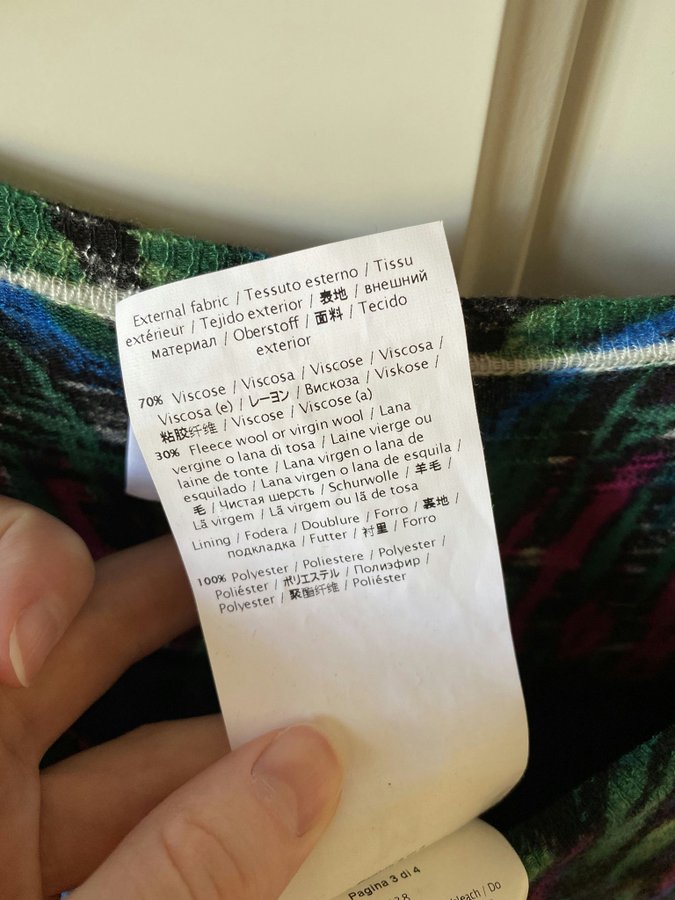 External fabric / Tessuto esterno / Tissu
extérieur / Tejido exterior / 表地 / внешний
материал / Oberstoff / 面料 / Tecido
exterior
70% Viscose / Viscosa / Viscose / Viscosa /
Viscosa (e) / レーヨン / Вискоза / Viskose /
粘胶纤维 / Viscose / Viscose (a)
30% Fleece wool or virgin wool / Lana
vergine o lana di tosa / Laine vierge ou
laine de tonte / Lana virgen o lana de
esquilado / Lana virgen o lana de esquila /
毛 / Чистая шерсть / Schurwolle / 羊毛 /
Lã virgem / Lã virgem ou lã de tosa
Lining / Fodera / Doublure / Forro / 裏地 /
подкладка / Futter / 衬里 / Forro
100% Polyester / Poliestere / Polyester /
Poliéster / ポリエステル / Полиэфир /
Polyester / 聚酯纤维 / Poliéster
Pagina 3 di 4
bleach / Do